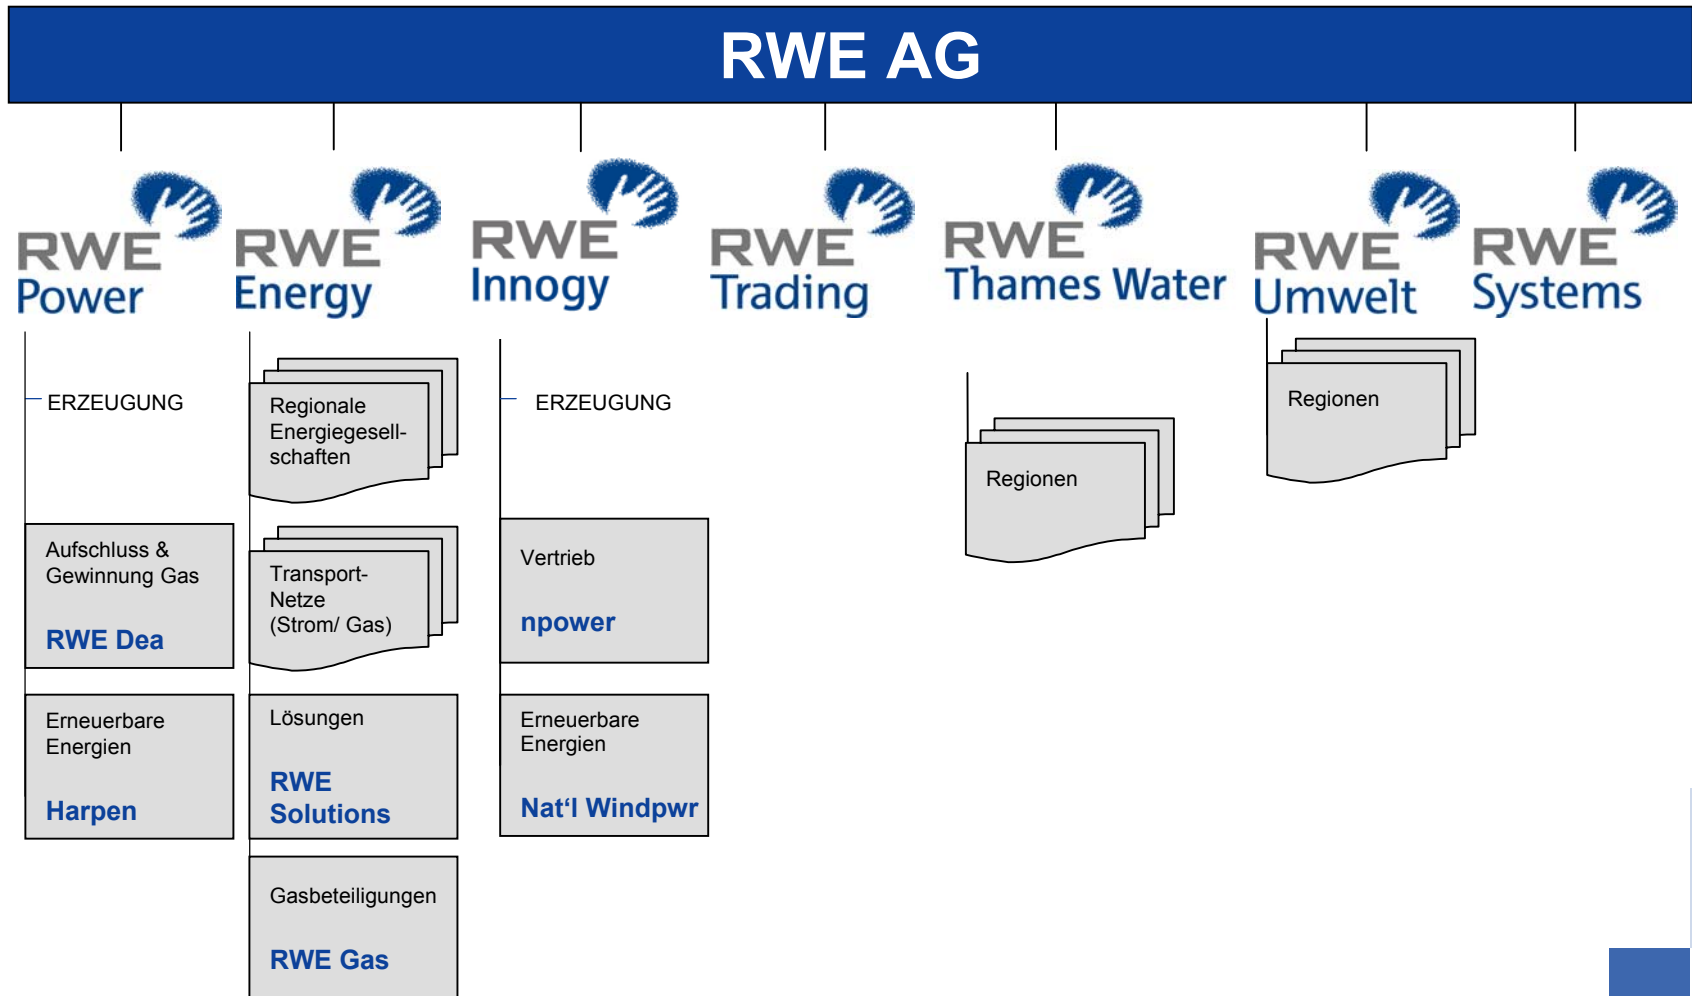 RWE AG
RWE
Power
RWE
Energy
RWE
Innogy
RWE
Trading
RWE
Thames Water
RWE
Umwelt
RWE
Systems
ERZEUGUNG
Aufschluss &
Gewinnung Gas
RWE Dea
Erneuerbare
Energien
Harpen
Regionale
Energiegesell-
schaften
Transport-
Netze
(Strom/ Gas)
Lösungen
RWE
Solutions
Gasbeteiligungen
RWE Gas
ERZEUGUNG
Vertrieb
npower
Erneuerbare
Energien
Nat‘l Windpwr
Regionen
Regionen